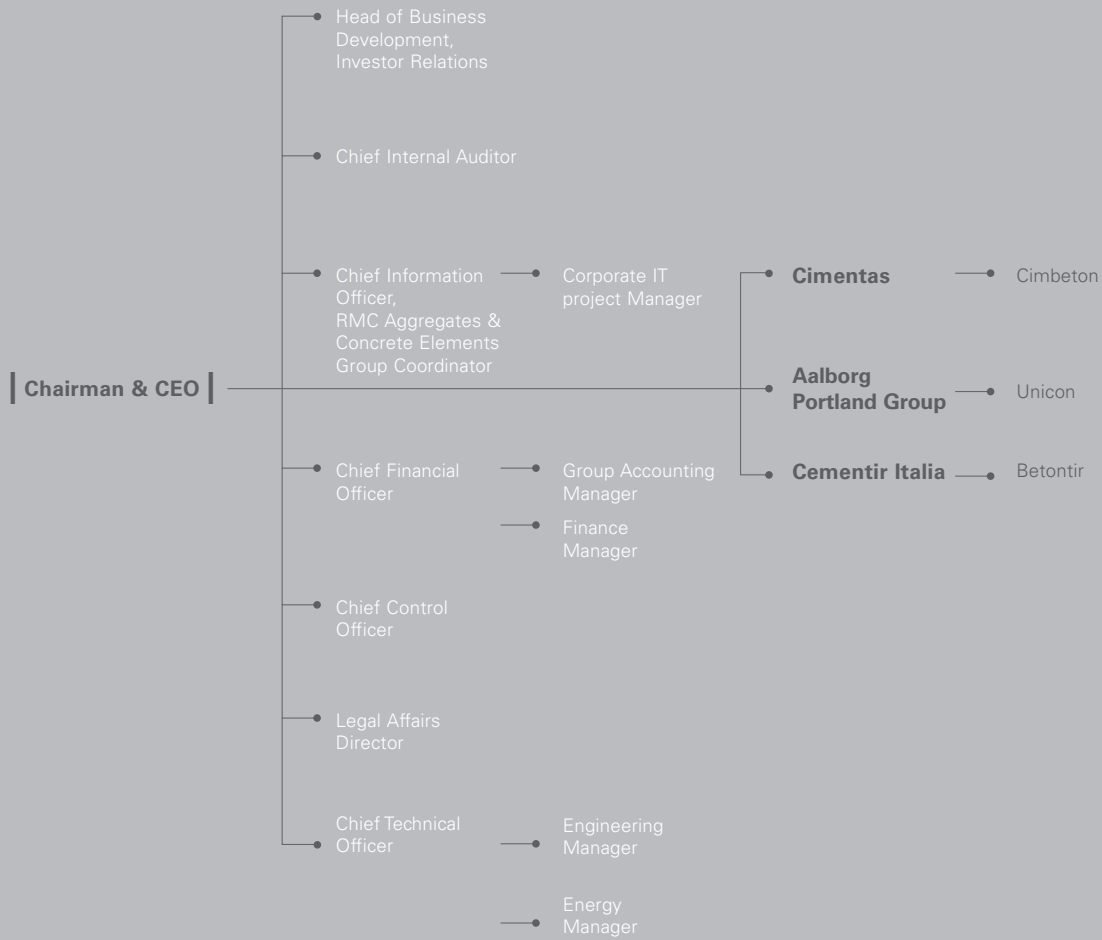 Head of Business
Development,
Investor Relations
Chief Internal Auditor
Chief Information
Officer,
RMC Aggregates &
Concrete Elements
Group Coordinator
Corporate IT
project Manager
Cimentas
Cimbeton
Chairman & CEO
Aalborg
Portland Group
Unicon
Chief Financial
Officer
Group Accounting
Manager
Cementir Italia
Betontir
Finance
Manager
Chief Control
Officer
Legal Affairs
Director
Chief Technical
Officer
Engineering
Manager
Energy
Manager